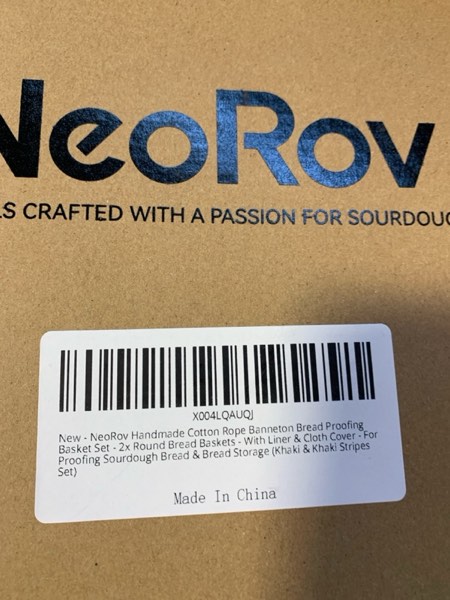 NeoRov
LS CRAFTED WITH A PASSION FOR SOURDOUG
X004LQAUQJ
New - NeoRov Handmade Cotton Rope Banneton Bread Proofing
Basket Set - 2x Round Bread Baskets - With Liner & Cloth Cover - For
Proofing Sourdough Bread & Bread Storage (Khaki & Khaki Stripes
Set)
Made In China